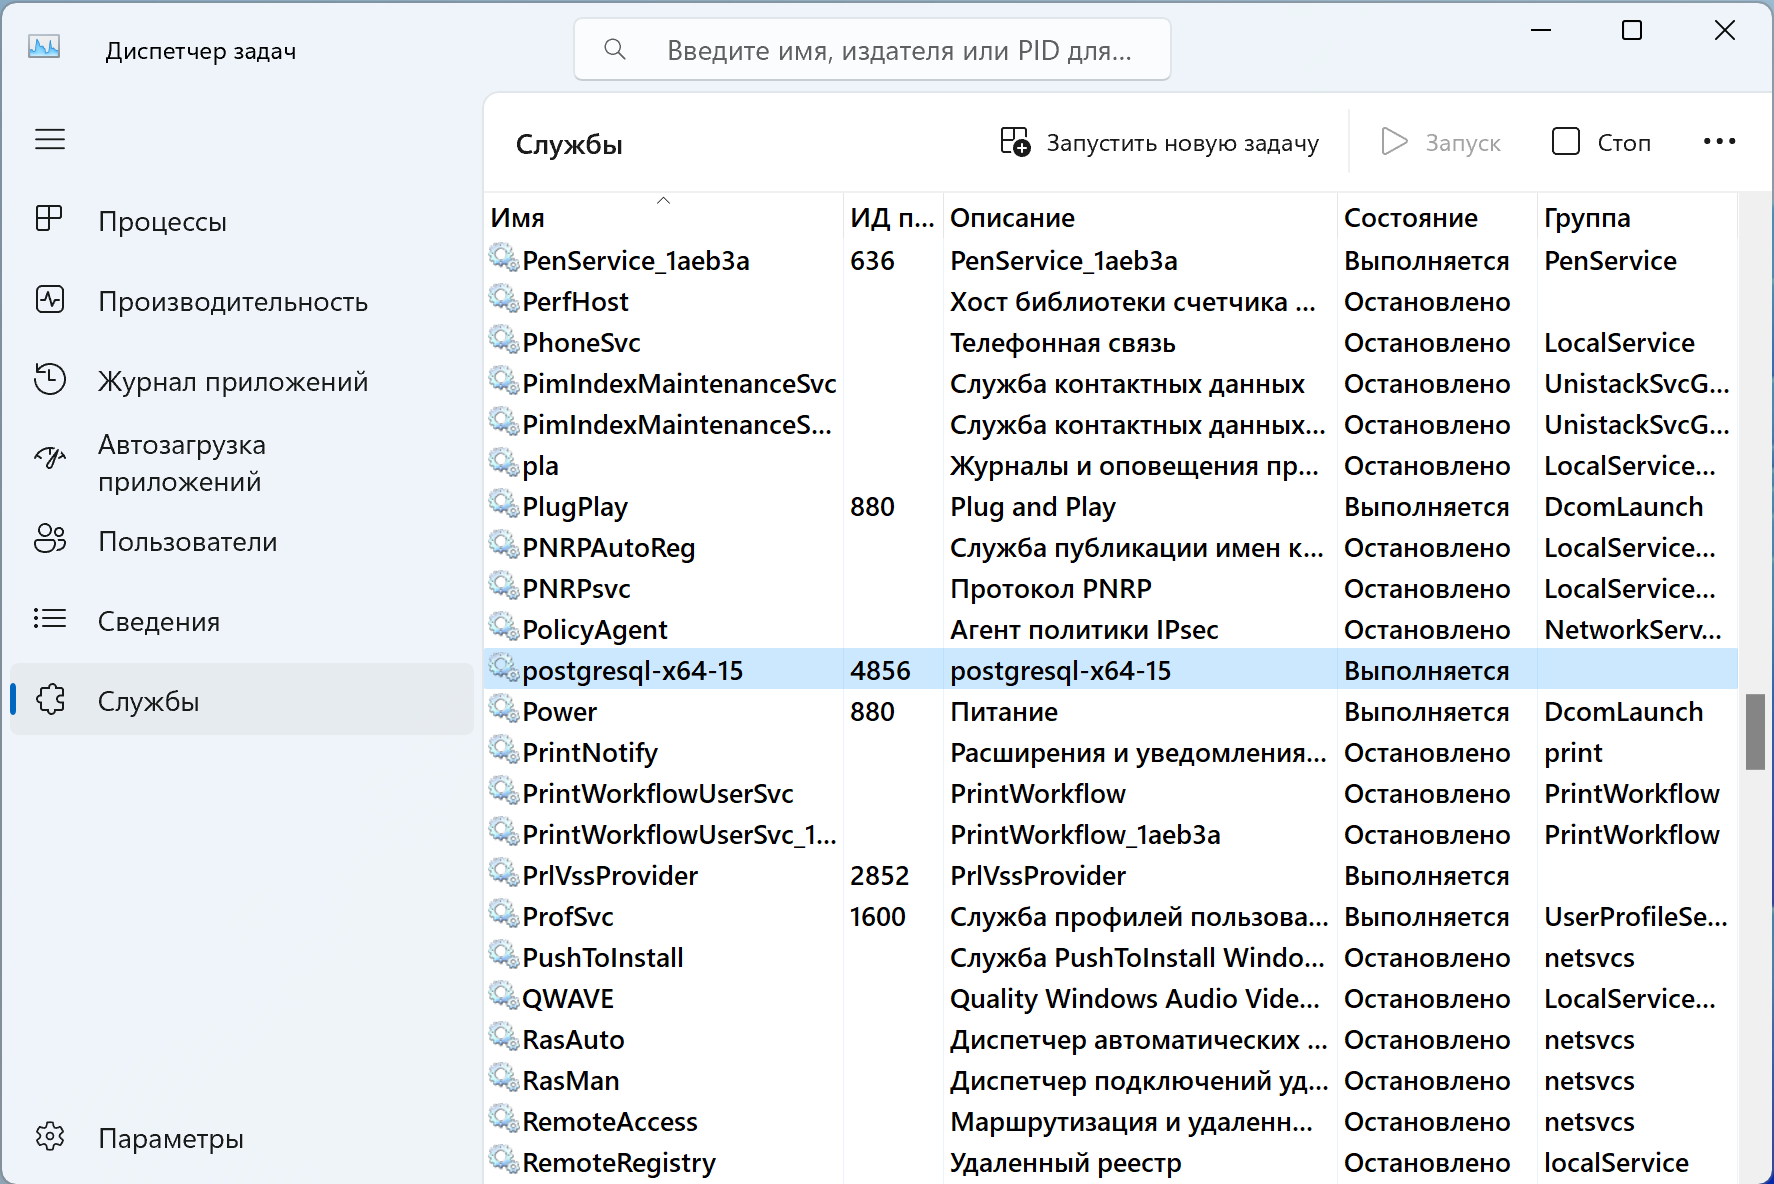 Диспетчер задач
Введите имя, издателя или PID для...
Службы
Запустить новую задачу
Запуск
Стоп
Процессы
Производительность
Журнал приложений
Автозагрузка
приложений
Пользователи
Сведения
Службы
Параметры
Имя ИД п... Описание Состояние Группа
PenService_1aeb3a 636 PenService_1aeb3a Выполняется PenService
PerfHost Хост библиотеки счетчика ... Остановлено
PhoneSvc Телефонная связь Остановлено LocalService
PimIndexMaintenanceSvc Служба контактных данных Остановлено UnistackSvcG...
PimIndexMaintenanceS... Служба контактных данных... Остановлено UnistackSvcG...
pla Журналы и оповещения пр... Остановлено LocalService...
PlugPlay 880 Plug and Play Выполняется DcomLaunch
PNRPAutoReg Служба публикации имен к... Остановлено LocalService...
PNRPsvc Протокол PNRP Остановлено LocalService...
PolicyAgent Агент политики IPsec Остановлено NetworkServ...
postgresql-x64-15 4856 postgresql-x64-15 Выполняется
Power 880 Питание Выполняется DcomLaunch
PrintNotify Расширения и уведомления... Остановлено print
PrintWorkflowUserSvc PrintWorkflow Остановлено PrintWorkflow
PrintWorkflowUserSvc_1... PrintWorkflow_1aeb3a Остановлено PrintWorkflow
PrlVssProvider 2852 PrlVssProvider Выполняется
ProfSvc 1600 Служба профилей пользова... Выполняется UserProfileSe...
PushToInstall Служба PushToInstall Windo... Остановлено netsvcs
QWAVE Quality Windows Audio Vide... Остановлено LocalService...
RasAuto Диспетчер автоматических ... Остановлено netsvcs
RasMan Диспетчер подключений уд... Остановлено netsvcs
RemoteAccess Маршрутизация и удаленн... Остановлено netsvcs
RemoteRegistry Удаленный реестр Остановлено localService